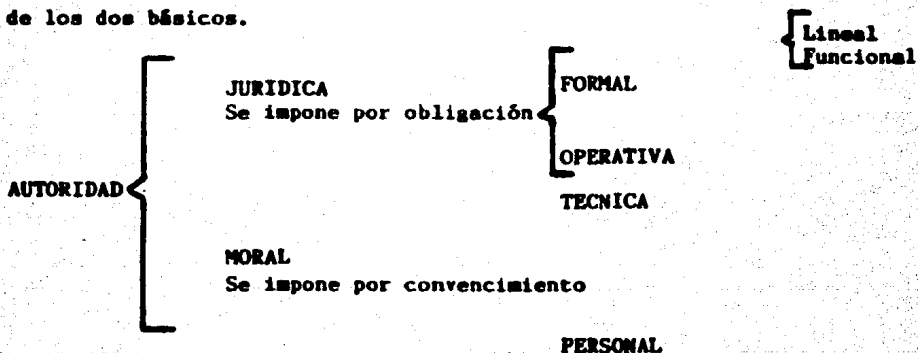 de los dos básicos.
Lineal
Funcional
JURIDICA
Se impone por obligación
FORMAL
OPERATIVA
AUTORIDAD
TECNICA
MORAL
Se impone por convencimiento
PERSONAL